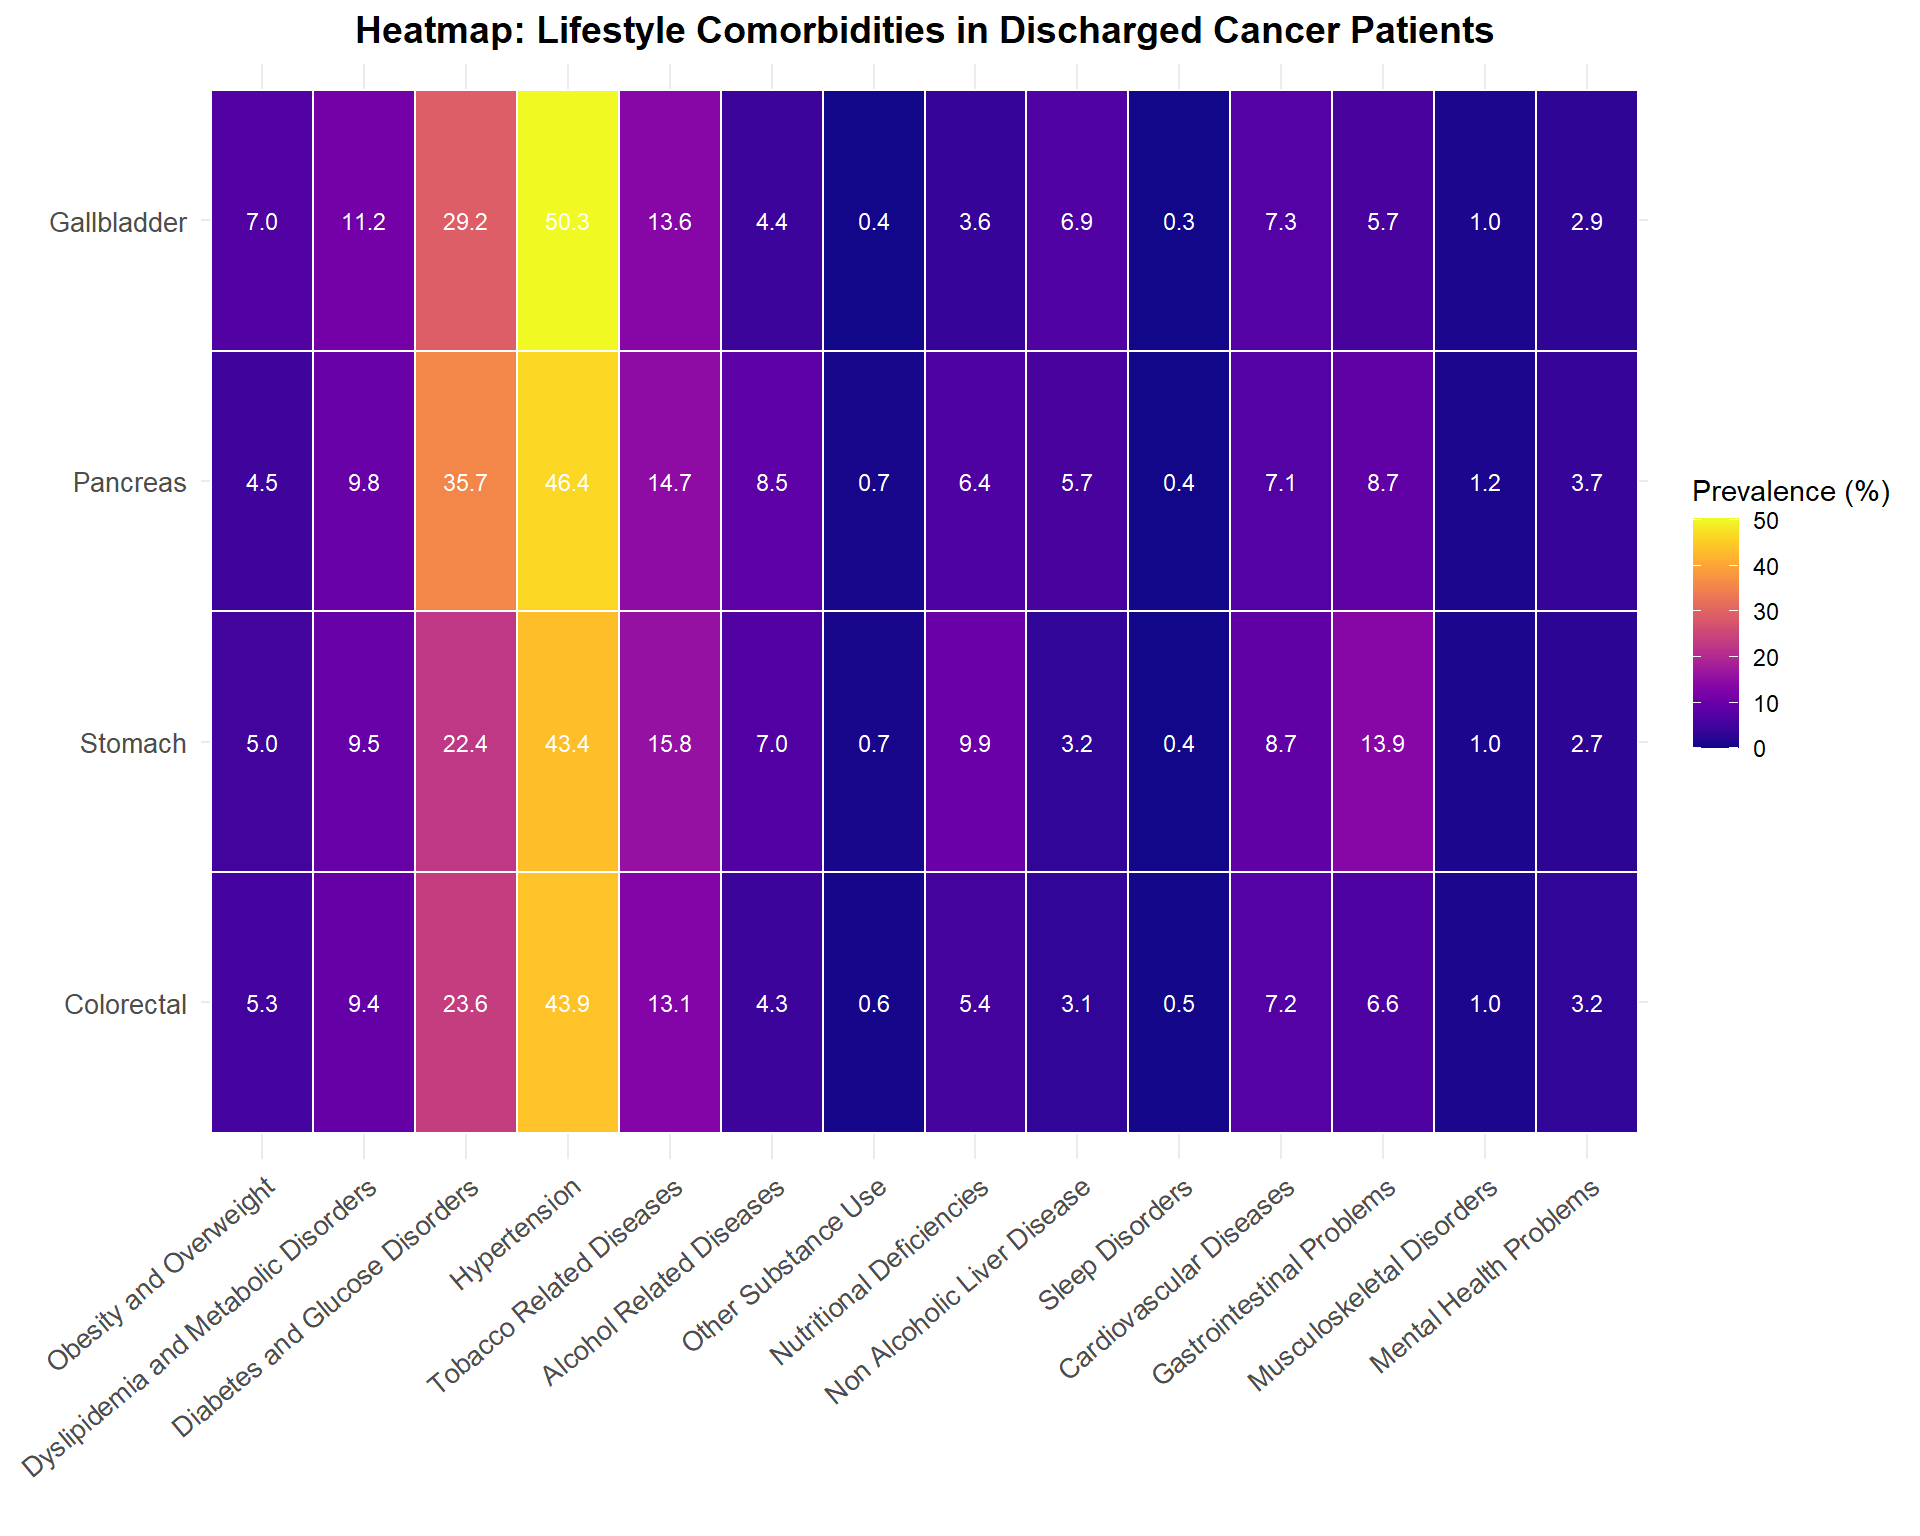 Heatmap: Lifestyle Comorbidities in Discharged Cancer Patients
Gallbladder 7.0 11.2 29.2 50.3 13.6 4.4 0.4 3.6 6.9 0.3 7.3 5.7 1.0 2.9
Pancreas 4.5 9.8 35.7 46.4 14.7 8.5 0.7 6.4 5.7 0.4 7.1 8.7 1.2 3.7
Stomach 5.0 9.5 22.4 43.4 15.8 7.0 0.7 9.9 3.2 0.4 8.7 13.9 1.0 2.7
Colorectal 5.3 9.4 23.6 43.9 13.1 4.3 0.6 5.4 3.1 0.5 7.2 6.6 1.0 3.2
Obesity and Overweight
Dyslipidemia and Metabolic Disorders
Diabetes and Glucose Disorders
Hypertension
Tobacco Related Diseases
Alcohol Related Diseases
Other Substance Use
Nutritional Deficiencies
Non Alcoholic Liver Disease
Sleep Disorders
Cardiovascular Diseases
Gastrointestinal Problems
Musculoskeletal Disorders
Mental Health Problems
Prevalence (%)
50
40
30
20
10
0